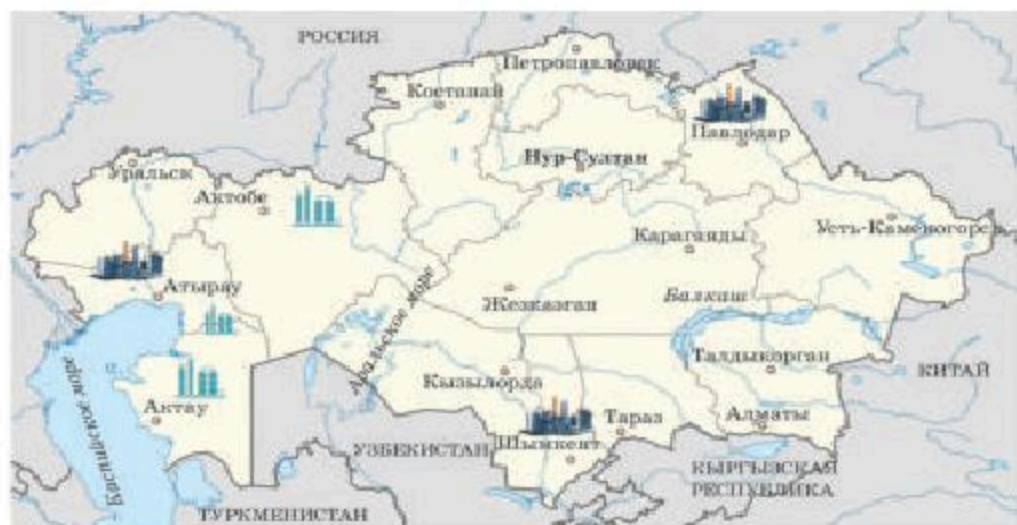 РОССИЯ
Петропавловск
Костанай
Павлодар
Нур-Султан
Уральск
Актобе
Усть-Каменогорск
Караганды
Атырау
Жезказган
Балкаш
Аральское море
Талдыкорган
КИТАЙ
Кызылорда
Каспийское море
Актау
Тараз
Алматы
Шымкент
УЗБЕКИСТАН
КЫРГЫЗСКАЯ
РЕСПУБЛИКА
ТУРКМЕНИСТАН